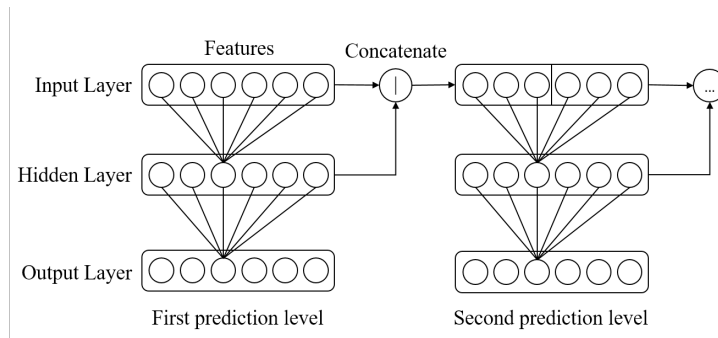 Features
Concatenate
Input Layer
|
...
Hidden Layer
Output Layer
First prediction level
Second prediction level